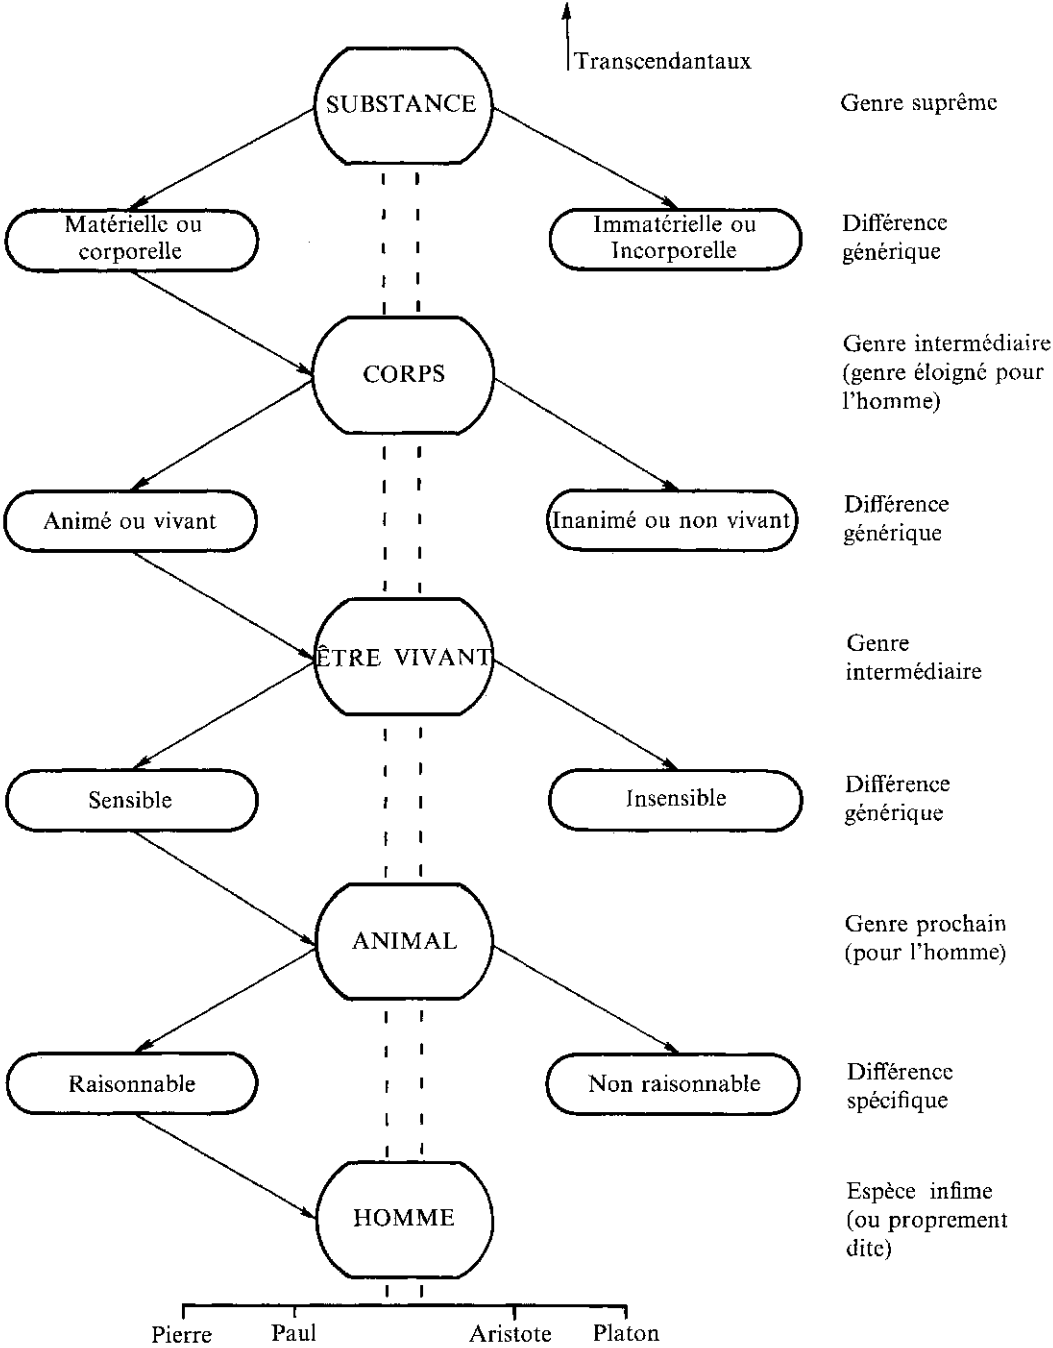 Transcendantaux
SUBSTANCE
Genre suprême
Matérielle ou
corporelle
Immatérielle ou
Incorporelle
Différence
générique
CORPS
Genre intermédiaire
(genre éloigné pour
l'homme)
Animé ou vivant
Inanimé ou non vivant
Différence
générique
ÊTRE VIVANT
Genre
intermédiaire
Sensible
Insensible
Différence
générique
ANIMAL
Genre prochain
(pour l'homme)
Raisonnable
Non raisonnable
Différence
spécifique
HOMME
Espèce infime
(ou proprement
dite)
Pierre Paul Aristote Platon